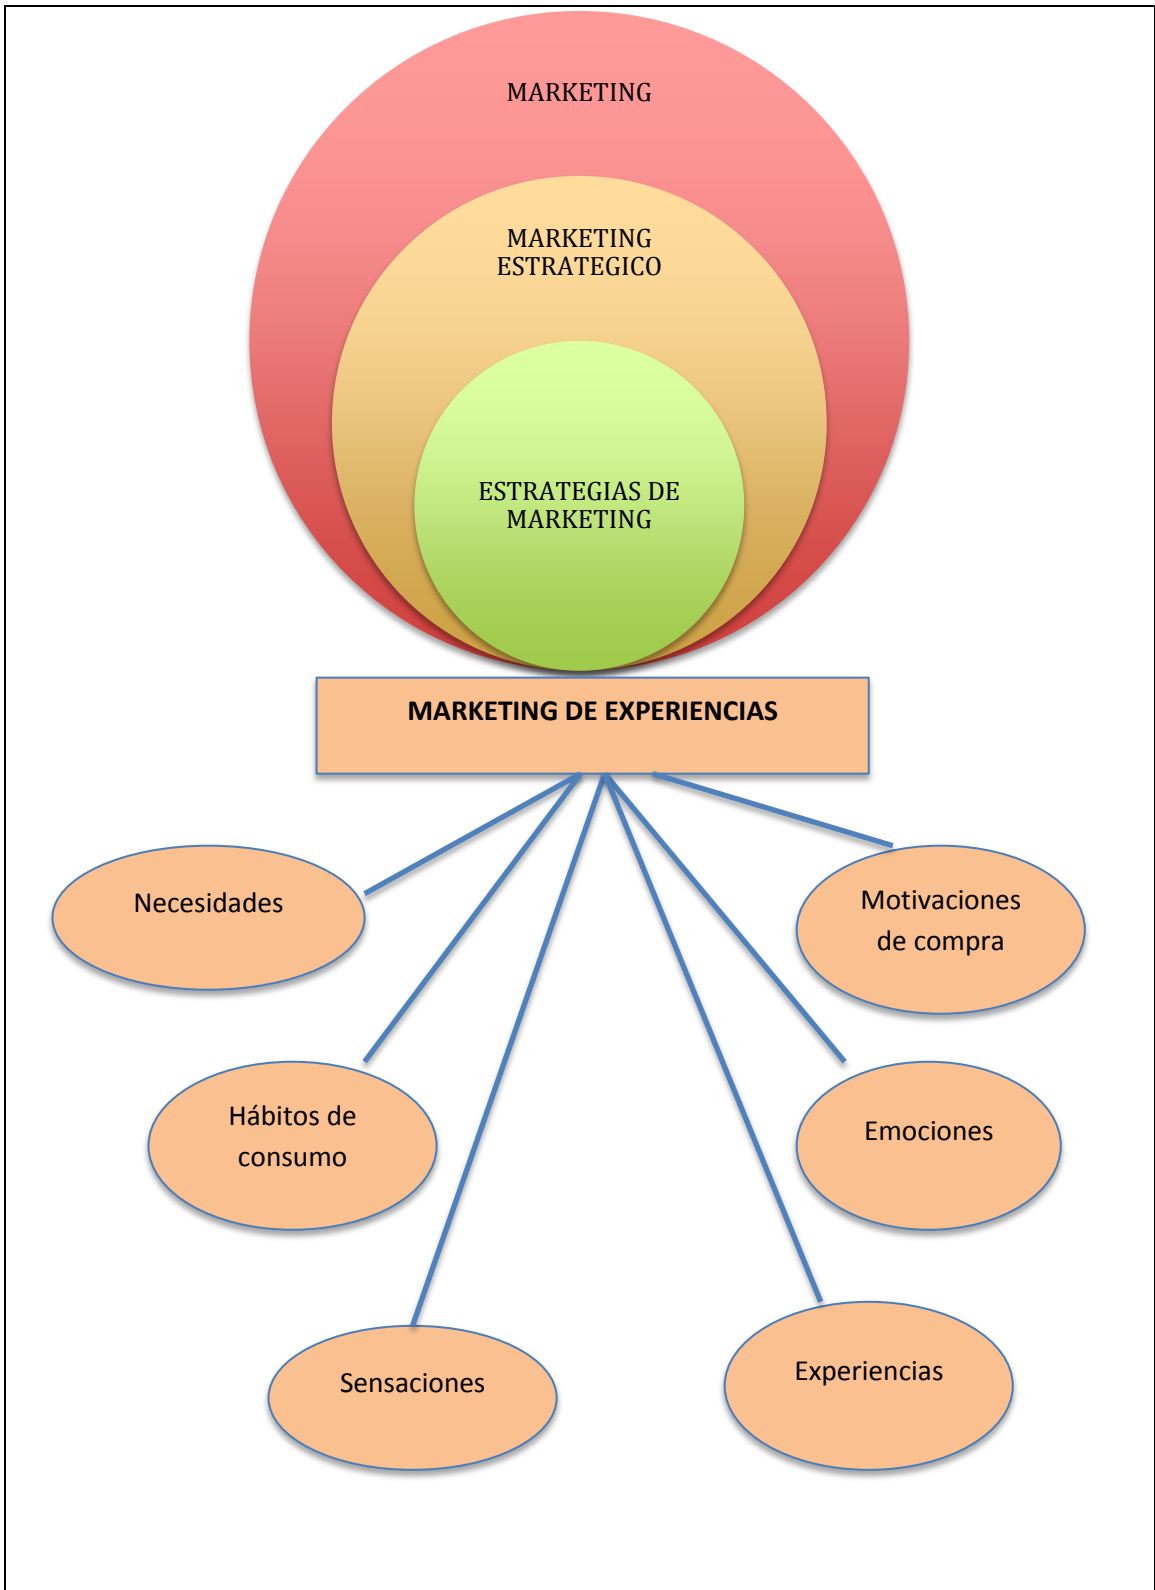 MARKETING
MARKETING
ESTRATEGICO
ESTRATEGIAS DE
MARKETING
MARKETING DE EXPERIENCIAS
Necesidades
Motivaciones
de compra
Hábitos de
consumo
Emociones
Sensaciones
Experiencias